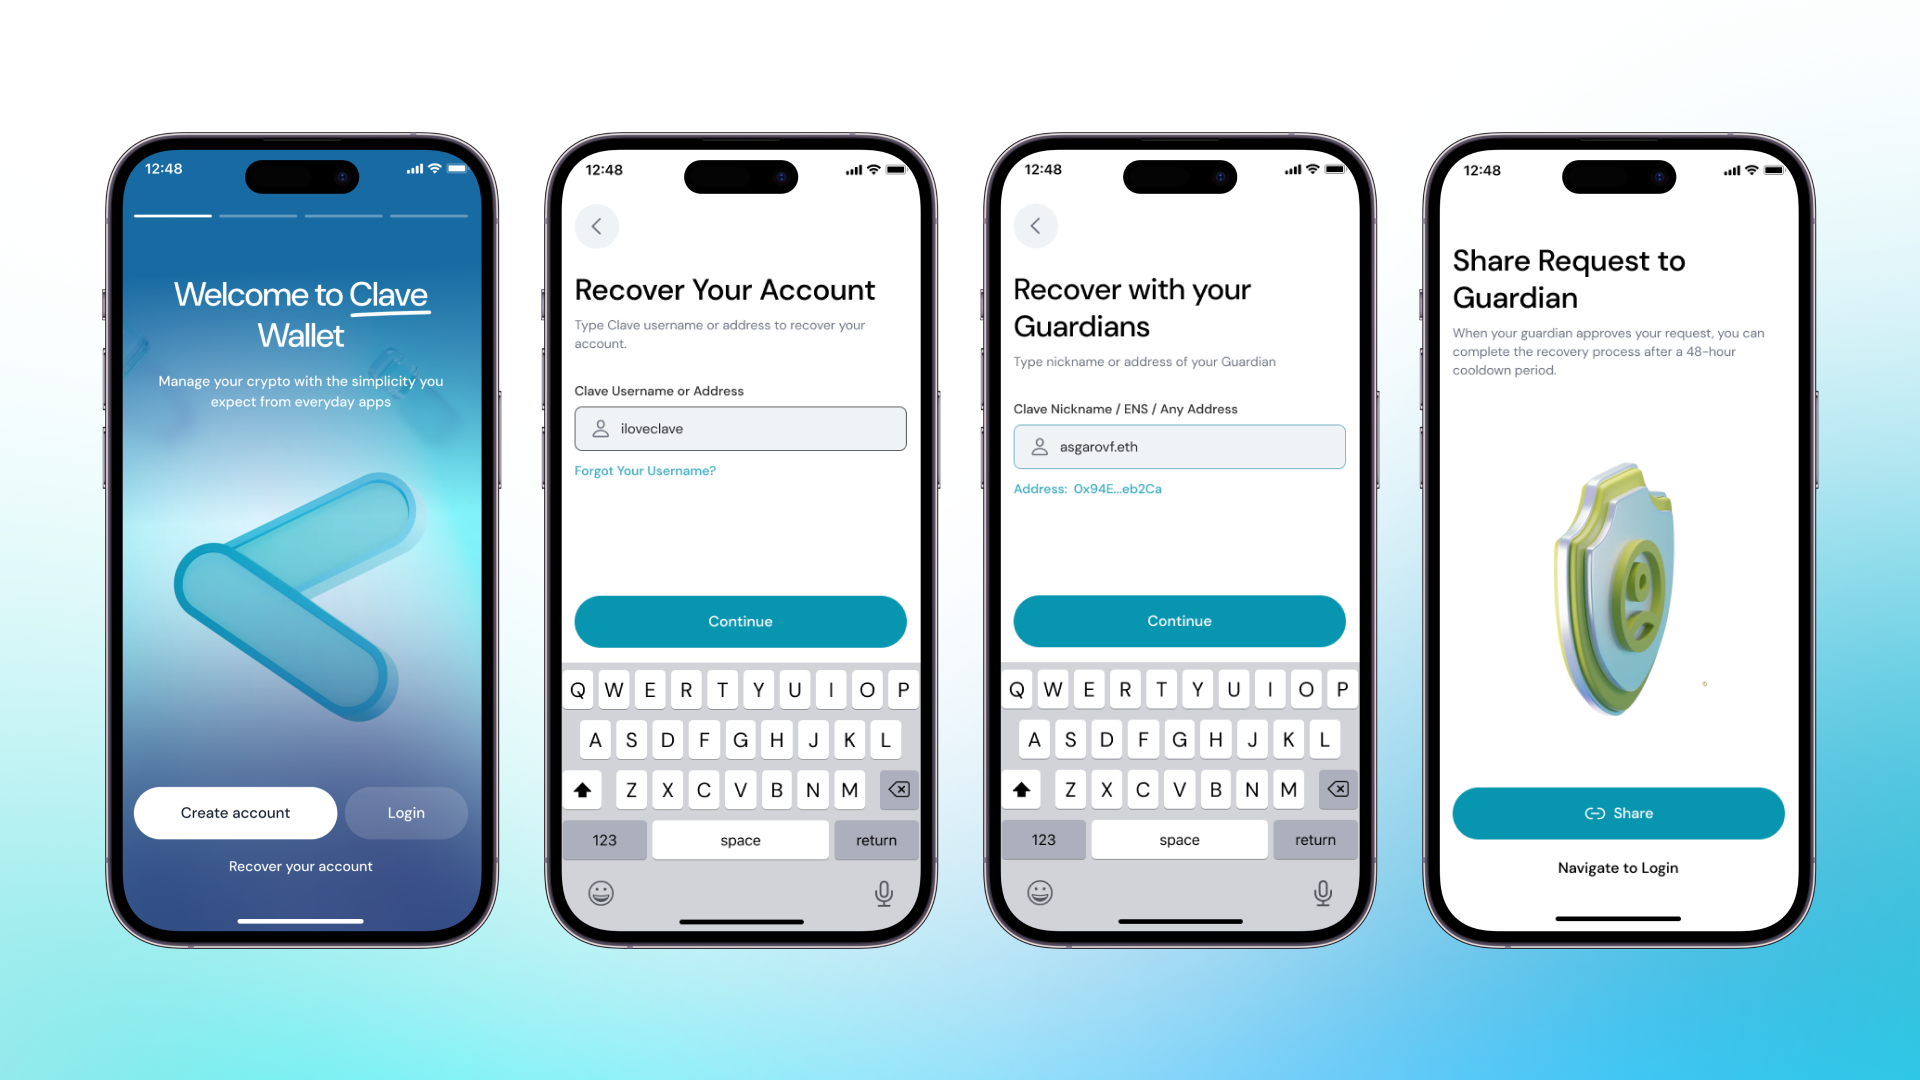 12:48
Welcome to Clave
Wallet
Manage your crypto with the simplicity you
expect from everyday apps
Create account
Login
Recover your account
12:48
Recover Your Account
Type Clave username or address to recover your
account.
Clave Username or Address
iloveclave
Forgot Your Username?
Continue
Q W E R T Y U I O P
A S D F G H J K L
Z X C V B N M
123 space return
12:48
Recover with your
Guardians
Type nickname or address of your Guardian
Clave Nickname / ENS / Any Address
asgarovf.eth
Address: 0x94E...eb2Ca
Continue
Q W E R T Y U I O P
A S D F G H J K L
Z X C V B N M
123 space return
12:48
Share Request to
Guardian
When your guardian approves your request, you can
complete the recovery process after a 48-hour
cooldown period.
Share
Navigate to Login